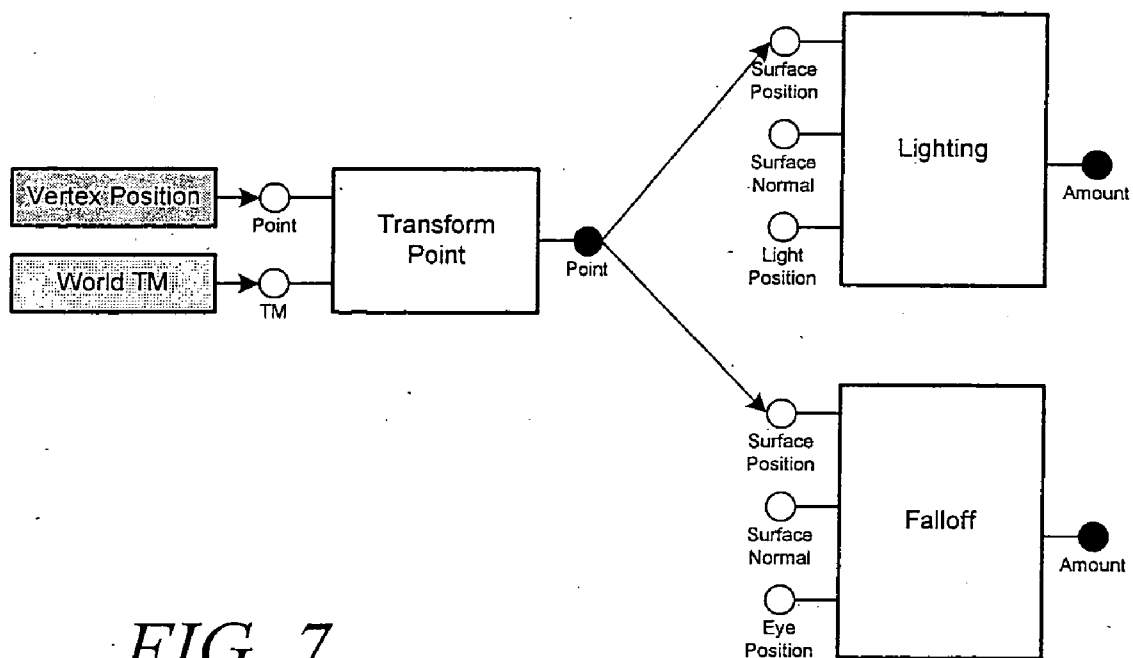 Vertex Position
World TM
Point
TM
Transform
Point
Point
Surface
Position
Surface
Normal
Light
Position
Lighting
Amount
Surface
Position
Surface
Normal
Eye
Position
Falloff
Amount
FIG. 7